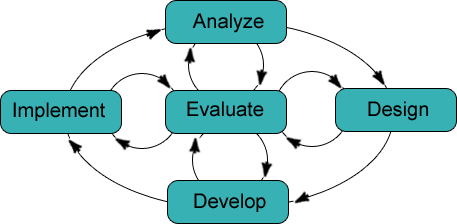 Analyze
Implement
Evaluate
Design
Develop